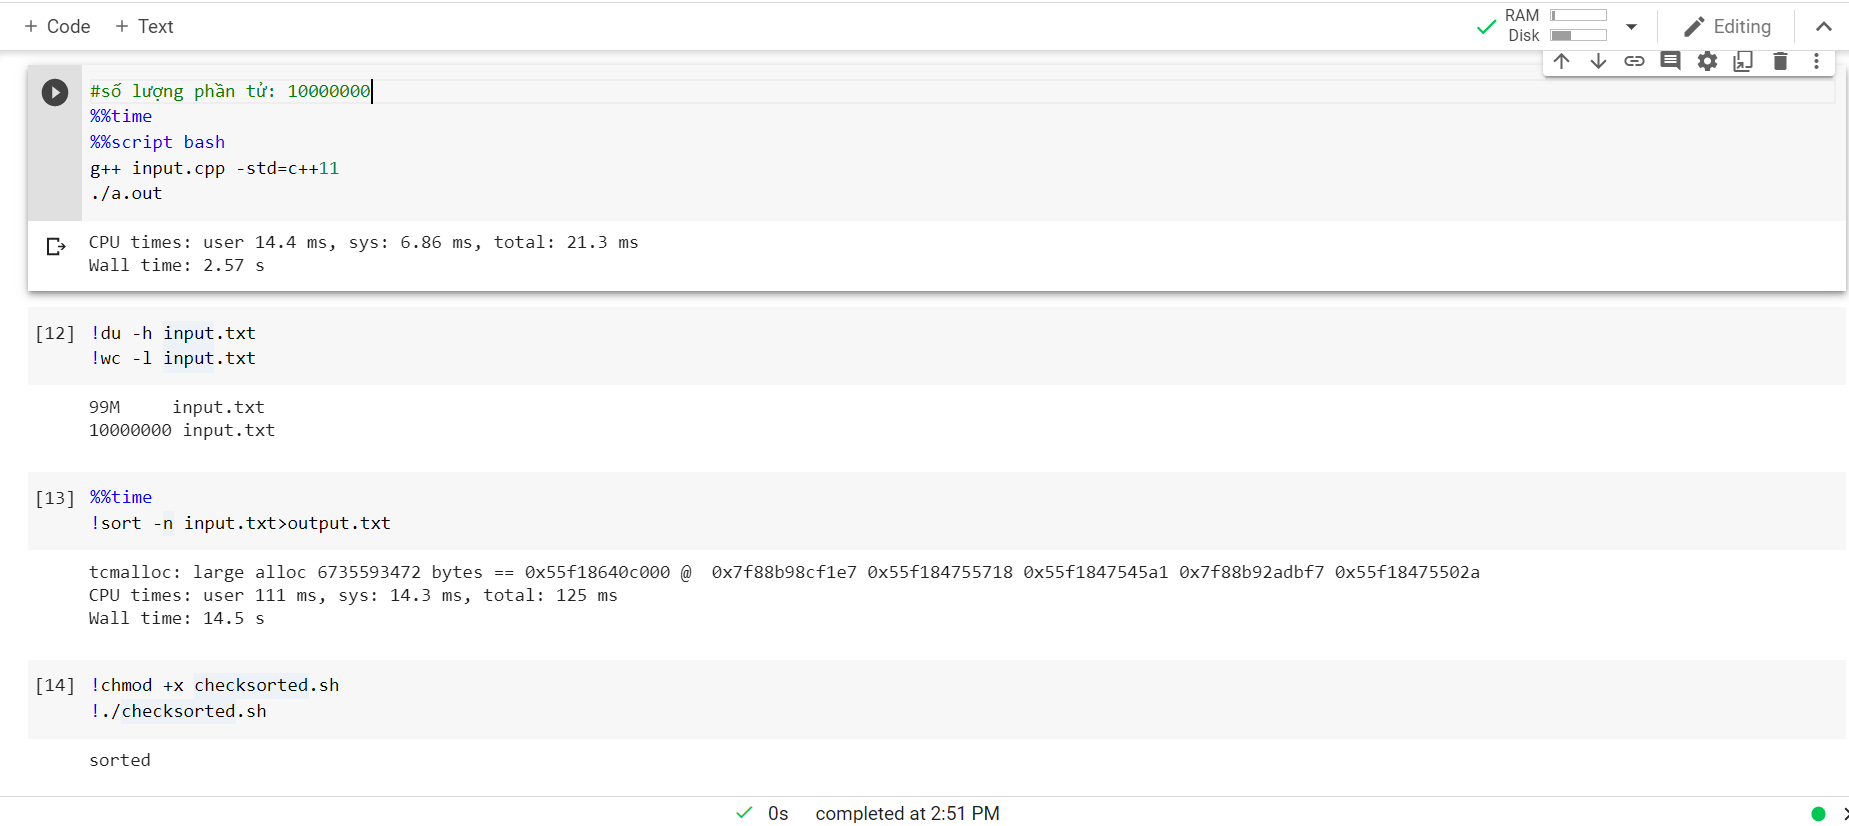 + Code + Text
RAM
Disk
Editing
#số lượng phần tử: 10000000
%%time
%%script bash
g++ input.cpp -std=c++11
./a.out
CPU times: user 14.4 ms, sys: 6.86 ms, total: 21.3 ms
Wall time: 2.57 s
[12] !du -h input.txt
!wc -l input.txt
99M input.txt
10000000 input.txt
[13] %%time
!sort -n input.txt>output.txt
tcmalloc: large alloc 6735593472 bytes == 0x55f18640c000 @ 0x7f88b98cf1e7 0x55f184755718 0x55f1847545a1 0x7f88b92adbf7 0x55f18475502a
CPU times: user 111 ms, sys: 14.3 ms, total: 125 ms
Wall time: 14.5 s
[14] !chmod +x checksorted.sh
!./checksorted.sh
sorted
0s completed at 2:51 PM